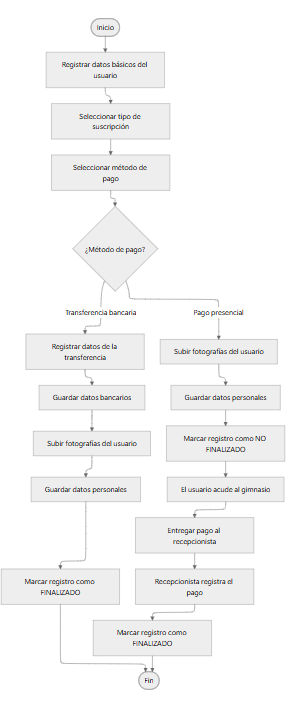 Inicio
Registrar datos básicos del
usuario
Seleccionar tipo de
suscripción
Seleccionar método de
pago
¿Método de pago?
Transferencia bancaria
Pago presencial
Registrar datos de la
transferencia
Subir fotografías del usuario
Guardar datos bancarios
Guardar datos personales
Subir fotografías del usuario
Marcar registro como NO
FINALIZADO
Guardar datos personales
El usuario acude al gimnasio
Entregar pago al
recepcionista
Marcar registro como
FINALIZADO
Recepcionista registra el
pago
Marcar registro como
FINALIZADO
Fin